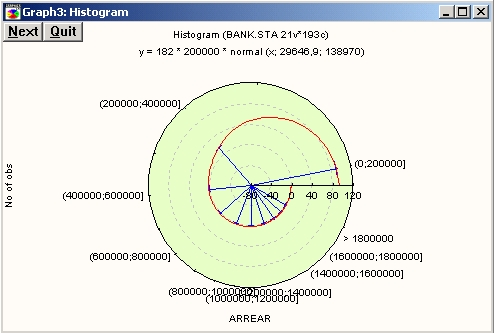 Graph3: Histogram
Next Quit
Histogram (BANK.STA 21v*193c)
y = 182 * 200000 * normal (x; 29646,9; 138970)
No of obs
(200000;400000]
(0;200000]
-80 -40 0 40 80 120
(400000;600000]
> 1800000
(600000;800000]
(1600000;1800000]
(1400000;1600000]
(800000;1000000]
(1200000;1400000]
(1000000;1200000]
ARREAR